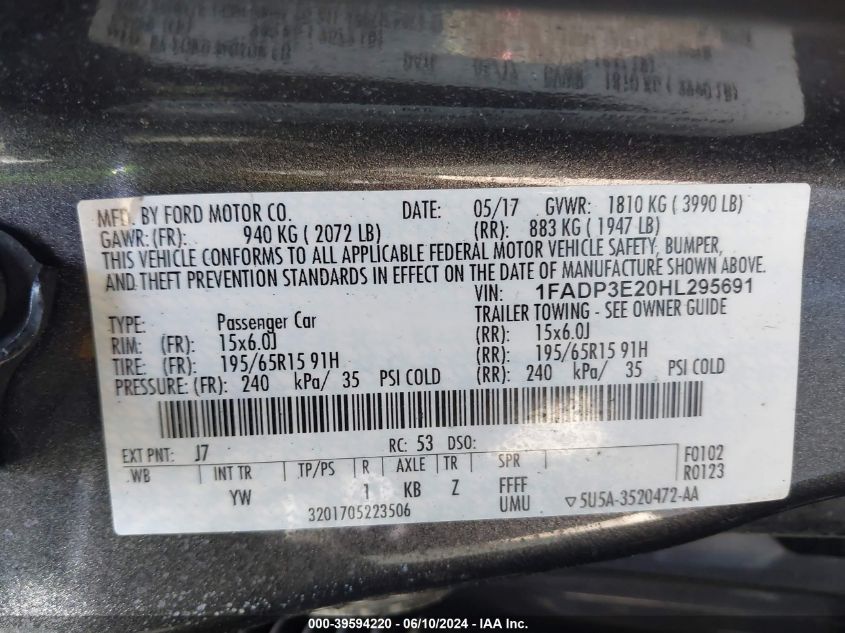 MFD. BY FORD MOTOR CO. DATE: 05/17 GVWR: 1810 KG ( 3990 LB)
GAWR: (FR): 940 KG ( 2072 LB) (RR): 883 KG ( 1947 LB)
THIS VEHICLE CONFORMS TO ALL APPLICABLE FEDERAL MOTOR VEHICLE SAFETY, BUMPER,
AND THEFT PREVENTION STANDARDS IN EFFECT ON THE DATE OF MANUFACTURE SHOWN ABOVE.
VIN: 1FADP3E20HL295691
TYPE: Passenger Car TRAILER TOWING - SEE OWNER GUIDE
RIM: (FR): 15x6.0J (RR): 15x6.0J
TIRE: (FR): 195/65R15 91H (RR): 195/65R15 91H
PRESSURE: (FR): 240 kPa/ 35 PSI COLD (RR): 240 kPa/ 35 PSI COLD
EXT PNT: J7 RC: 53 DSO: F0102
WB INT TR TP/PS R AXLE TR SPR R0123
YW 1 KB Z FFFF
3201705223506 UMU ▽5U5A-3520472-AA
000-39594220 - 06/10/2024 - IAA Inc.